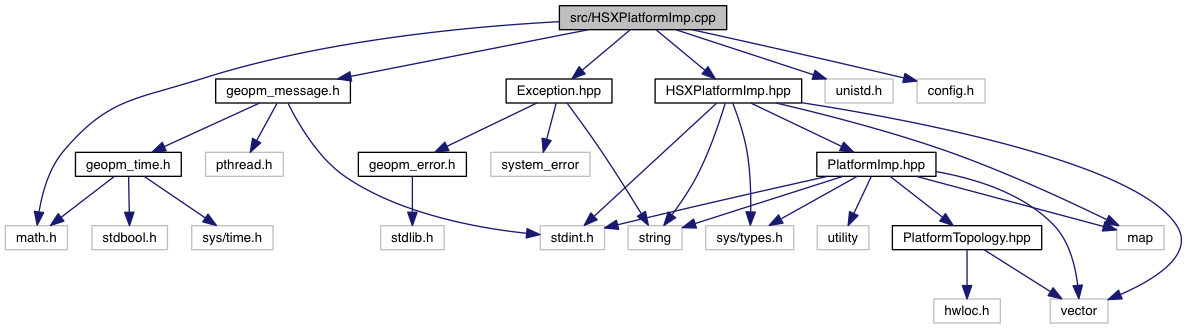 src/HSXPlatformImp.cpp
geopm_message.h
Exception.hpp
HSXPlatformImp.hpp
unistd.h
config.h
geopm_time.h
pthread.h
geopm_error.h
system_error
PlatformImp.hpp
math.h
stdbool.h
sys/time.h
stdlib.h
stdint.h
string
sys/types.h
utility
PlatformTopology.hpp
map
hwloc.h
vector